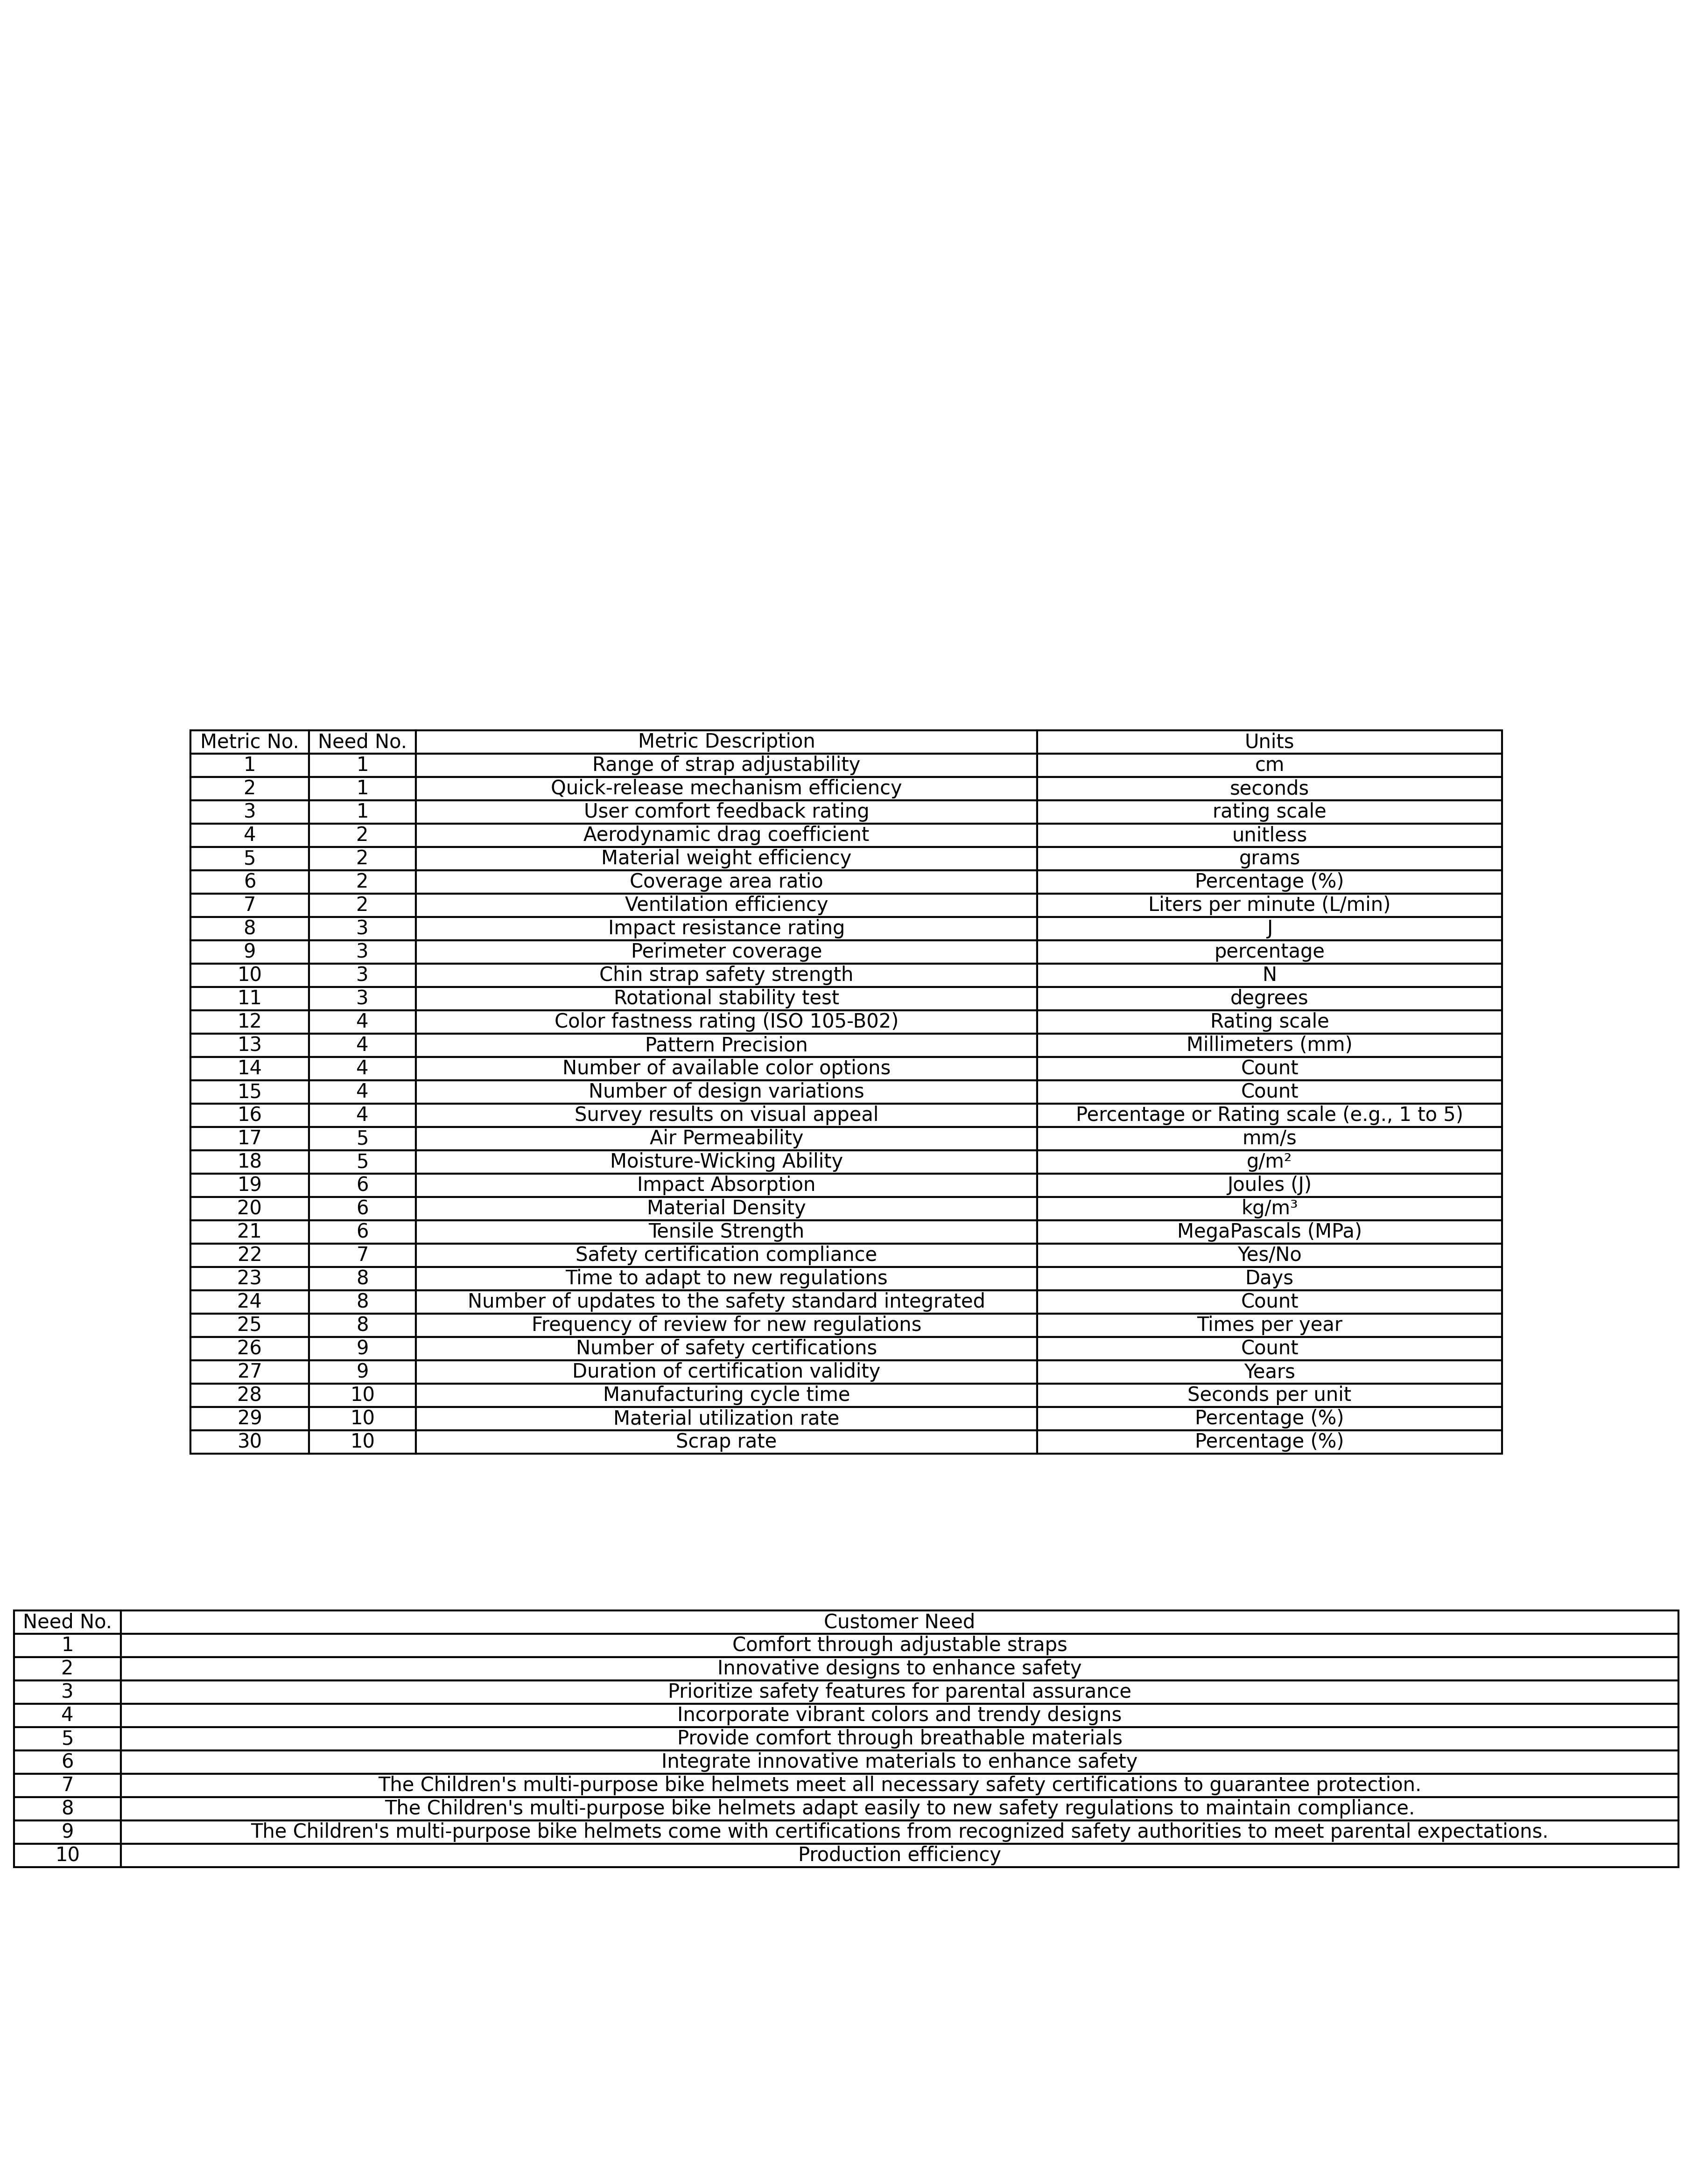 Metric No. Need No. Metric Description Units
1 1 Range of strap adjustability cm
2 1 Quick-release mechanism efficiency seconds
3 1 User comfort feedback rating rating scale
4 2 Aerodynamic drag coefficient unitless
5 2 Material weight efficiency grams
6 2 Coverage area ratio Percentage (%)
7 2 Ventilation efficiency Liters per minute (L/min)
8 3 Impact resistance rating J
9 3 Perimeter coverage percentage
10 3 Chin strap safety strength N
11 3 Rotational stability test degrees
12 4 Color fastness rating (ISO 105-B02) Rating scale
13 4 Pattern Precision Millimeters (mm)
14 4 Number of available color options Count
15 4 Number of design variations Count
16 4 Survey results on visual appeal Percentage or Rating scale (e.g., 1 to 5)
17 5 Air Permeability mm/s
18 5 Moisture-Wicking Ability g/m²
19 6 Impact Absorption Joules (J)
20 6 Material Density kg/m³
21 6 Tensile Strength MegaPascals (MPa)
22 7 Safety certification compliance Yes/No
23 8 Time to adapt to new regulations Days
24 8 Number of updates to the safety standard integrated Count
25 8 Frequency of review for new regulations Times per year
26 9 Number of safety certifications Count
27 9 Duration of certification validity Years
28 10 Manufacturing cycle time Seconds per unit
29 10 Material utilization rate Percentage (%)
30 10 Scrap rate Percentage (%)
Need No. Customer Need
1 Comfort through adjustable straps
2 Innovative designs to enhance safety
3 Prioritize safety features for parental assurance
4 Incorporate vibrant colors and trendy designs
5 Provide comfort through breathable materials
6 Integrate innovative materials to enhance safety
7 The Children's multi-purpose bike helmets meet all necessary safety certifications to guarantee protection.
8 The Children's multi-purpose bike helmets adapt easily to new safety regulations to maintain compliance.
9 The Children's multi-purpose bike helmets come with certifications from recognized safety authorities to meet parental expectations.
10 Production efficiency